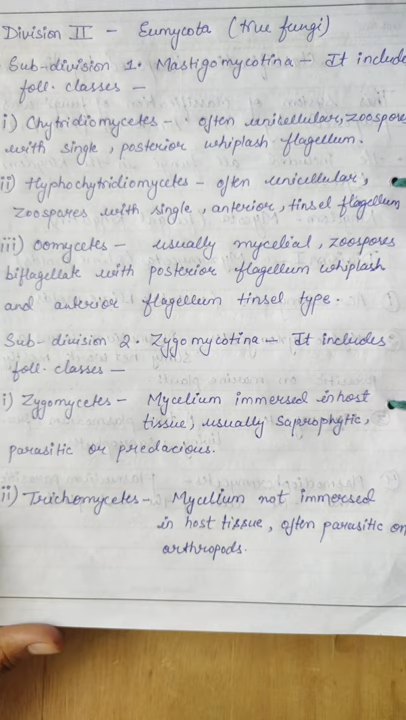 Division II - Eumycota (true fungi)
Sub-division 1. Mastigomycotina - It include
foll. classes -
i) Chytridiomycetes - often unicellular, zoospore
with single, posterior whiplash flagellum.
ii) Hyphochytridiomycetes - often unicellular,
zoospores with single, anterior, tinsel flagellum
iii) Oomycetes - usually mycelial, zoospores
biflagellate with posterior flagellum whiplash
and anterior flagellum tinsel type.
Sub-division 2. Zygomycotina - It includes
foll. classes -
i) Zygomycetes - Mycelium immersed in host
tissue, usually saprophytic,
parasitic or predacious.
ii) Trichomycetes - Mycelium not immersed
in host tissue, often parasitic on
arthropods.